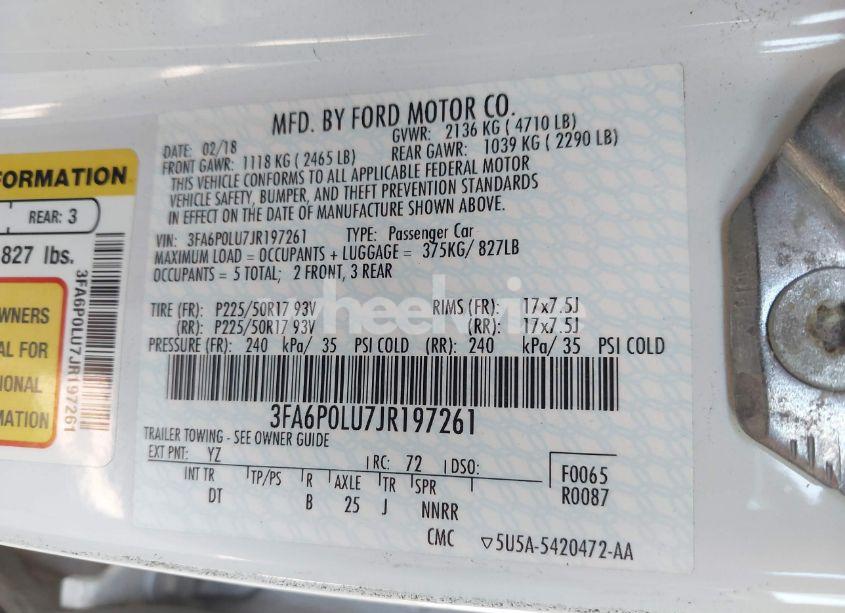 MFD. BY FORD MOTOR CO.
DATE: 02/18 GVWR: 2136 KG ( 4710 LB)
FRONT GAWR: 1118 KG ( 2465 LB) REAR GAWR: 1039 KG ( 2290 LB)
THIS VEHICLE CONFORMS TO ALL APPLICABLE FEDERAL MOTOR
VEHICLE SAFETY, BUMPER, AND THEFT PREVENTION STANDARDS
IN EFFECT ON THE DATE OF MANUFACTURE SHOWN ABOVE.
VIN: 3FA6P0LU7JR197261 TYPE: Passenger Car
MAXIMUM LOAD = OCCUPANTS + LUGGAGE = 375KG/ 827LB
OCCUPANTS = 5 TOTAL; 2 FRONT, 3 REAR
TIRE (FR): P225/50R17 93V RIMS (FR): 17x7.5J
(RR): P225/50R17 93V (RR): 17x7.5J
PRESSURE (FR): 240 kPa/ 35 PSI COLD (RR): 240 kPa/ 35 PSI COLD
3FA6P0LU7JR197261
TRAILER TOWING - SEE OWNER GUIDE
EXT PNT: YZ RC: 72 DSO: F0065
INT TR TP/PS R AXLE TR SPR R0087
DT B 25 J NNRR
CMC ▽5U5A-5420472-AA
FORMATION
REAR: 3
827 lbs.
3FA6P0LU7JR197261
OWNERS
AL FOR
IONAL
MATION